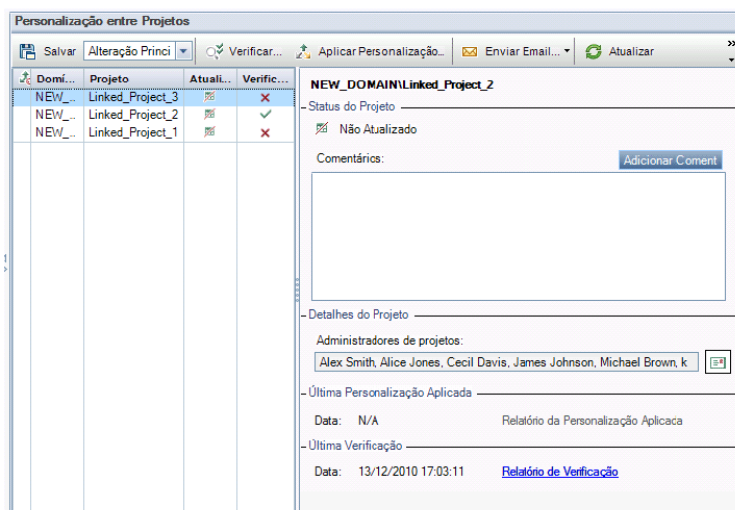 Personalização entre Projetos
Salvar Alteração Princi Verificar... Aplicar Personalização... Enviar Email... Atualizar »
Domí... Projeto Atuali... Verific...
NEW_... Linked_Project_3
NEW_... Linked_Project_2
NEW_... Linked_Project_1
NEW_DOMAIN\Linked_Project_2
Status do Projeto
Não Atualizado
Comentários: Adicionar Coment
Detalhes do Projeto
Administradores de projetos:
Alex Smith, Alice Jones, Cecil Davis, James Johnson, Michael Brown, k
Última Personalização Aplicada
Data: N/A Relatório da Personalização Aplicaca
Última Verificação
Data: 13/12/2010 17:03:11 Relatório de Verificação